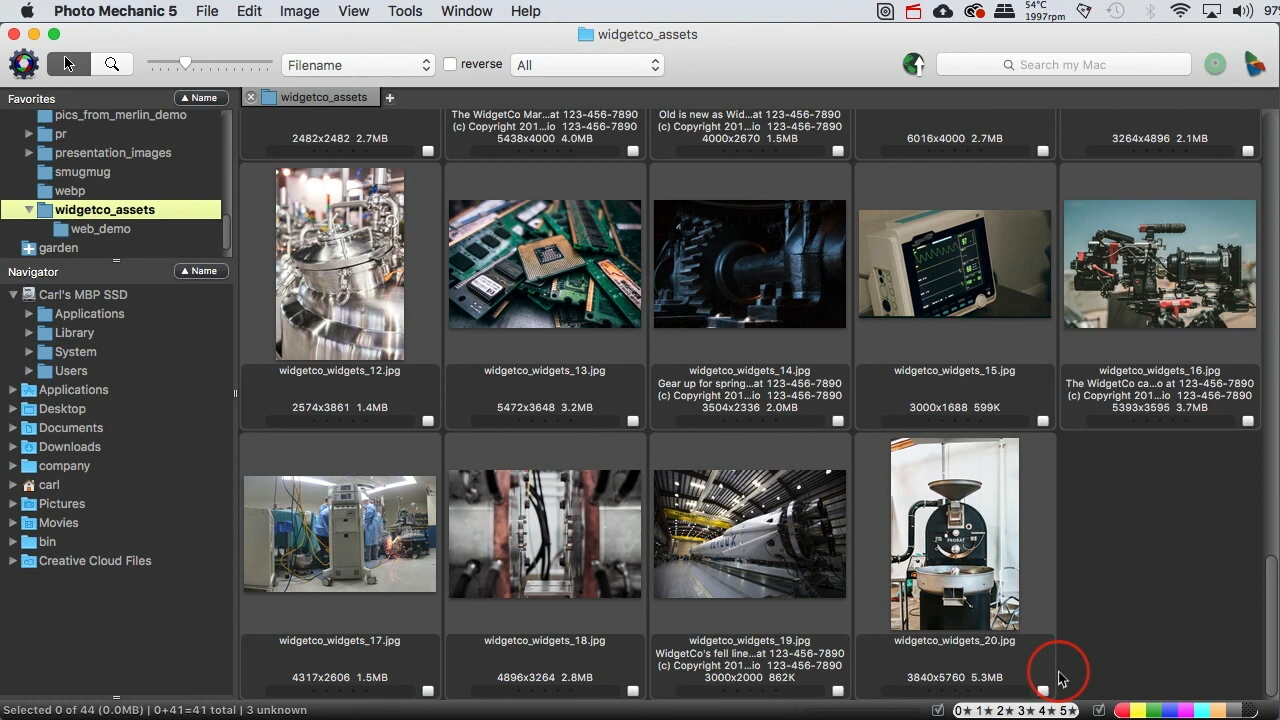 Photo Mechanic 5 File Edit Image View Tools Window Help 54°C 1997rpm 97%
widgetco_assets
Filename reverse All Search my Mac
Favorites ▲ Name widgetco_assets
pics_from_merlin_demo
pr
presentation_images
smugmug
webp
widgetco_assets
web_demo
garden
Navigator ▲ Name
Carl's MBP SSD
Applications
Library
System
Users
Applications
Desktop
Documents
Downloads
company
carl
Pictures
Movies
bin
Creative Cloud Files
The WidgetCo Mar...at 123-456-7890 Old is new as Wid...at 123-456-7890
(c) Copyright 201...io 123-456-7890 (c) Copyright 201...io 123-456-7890
2482x2482 2.7MB 5438x4000 4.0MB 4000x2670 1.5MB 6016x4000 2.7MB 3264x4896 2.1MB
widgetco_widgets_12.jpg widgetco_widgets_13.jpg widgetco_widgets_14.jpg widgetco_widgets_15.jpg widgetco_widgets_16.jpg
Gear up for spring...at 123-456-7890 The WidgetCo ca...o at 123-456-7890
(c) Copyright 201...io 123-456-7890 (c) Copyright 201...io 123-456-7890
2574x3861 1.4MB 5472x3648 3.2MB 3504x2336 2.0MB 3000x1688 599K 5393x3595 3.7MB
PROBAT
widgetco_widgets_17.jpg widgetco_widgets_18.jpg widgetco_widgets_19.jpg widgetco_widgets_20.jpg
WidgetCo's fell line...at 123-456-7890
(c) Copyright 201...io 123-456-7890
4317x2606 1.5MB 4896x3264 2.8MB 3000x2000 862K 3840x5760 5.3MB
Selected 0 of 44 (0.0MB) | 0+41=41 total | 3 unknown 0★ 1★ 2★ 3★ 4★ 5★